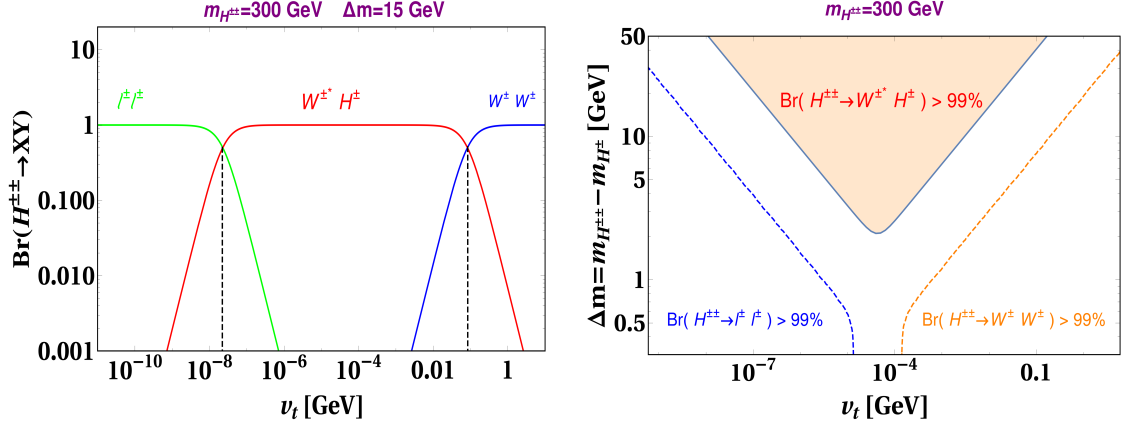 m_{H^{±±}}=300 GeV Δm=15 GeV
Br(H^{±±}→XY)
10
1
0.100
0.010
0.001
l^±l^±
W^{±*} H^±
W^± W^±
10^{-10}
10^{-8}
10^{-6}
10^{-4}
0.01
1
v_t [GeV]
m_{H^{±±}}=300 GeV
Δm=m_{H^{±±}}−m_{H^±} [GeV]
50
10
5
1
0.5
Br( H^{±±}→W^{±*} H^± ) > 99%
Br( H^{±±}→l^± l^± ) > 99%
Br( H^{±±}→W^± W^± ) > 99%
10^{-7}
10^{-4}
0.1
v_t [GeV]